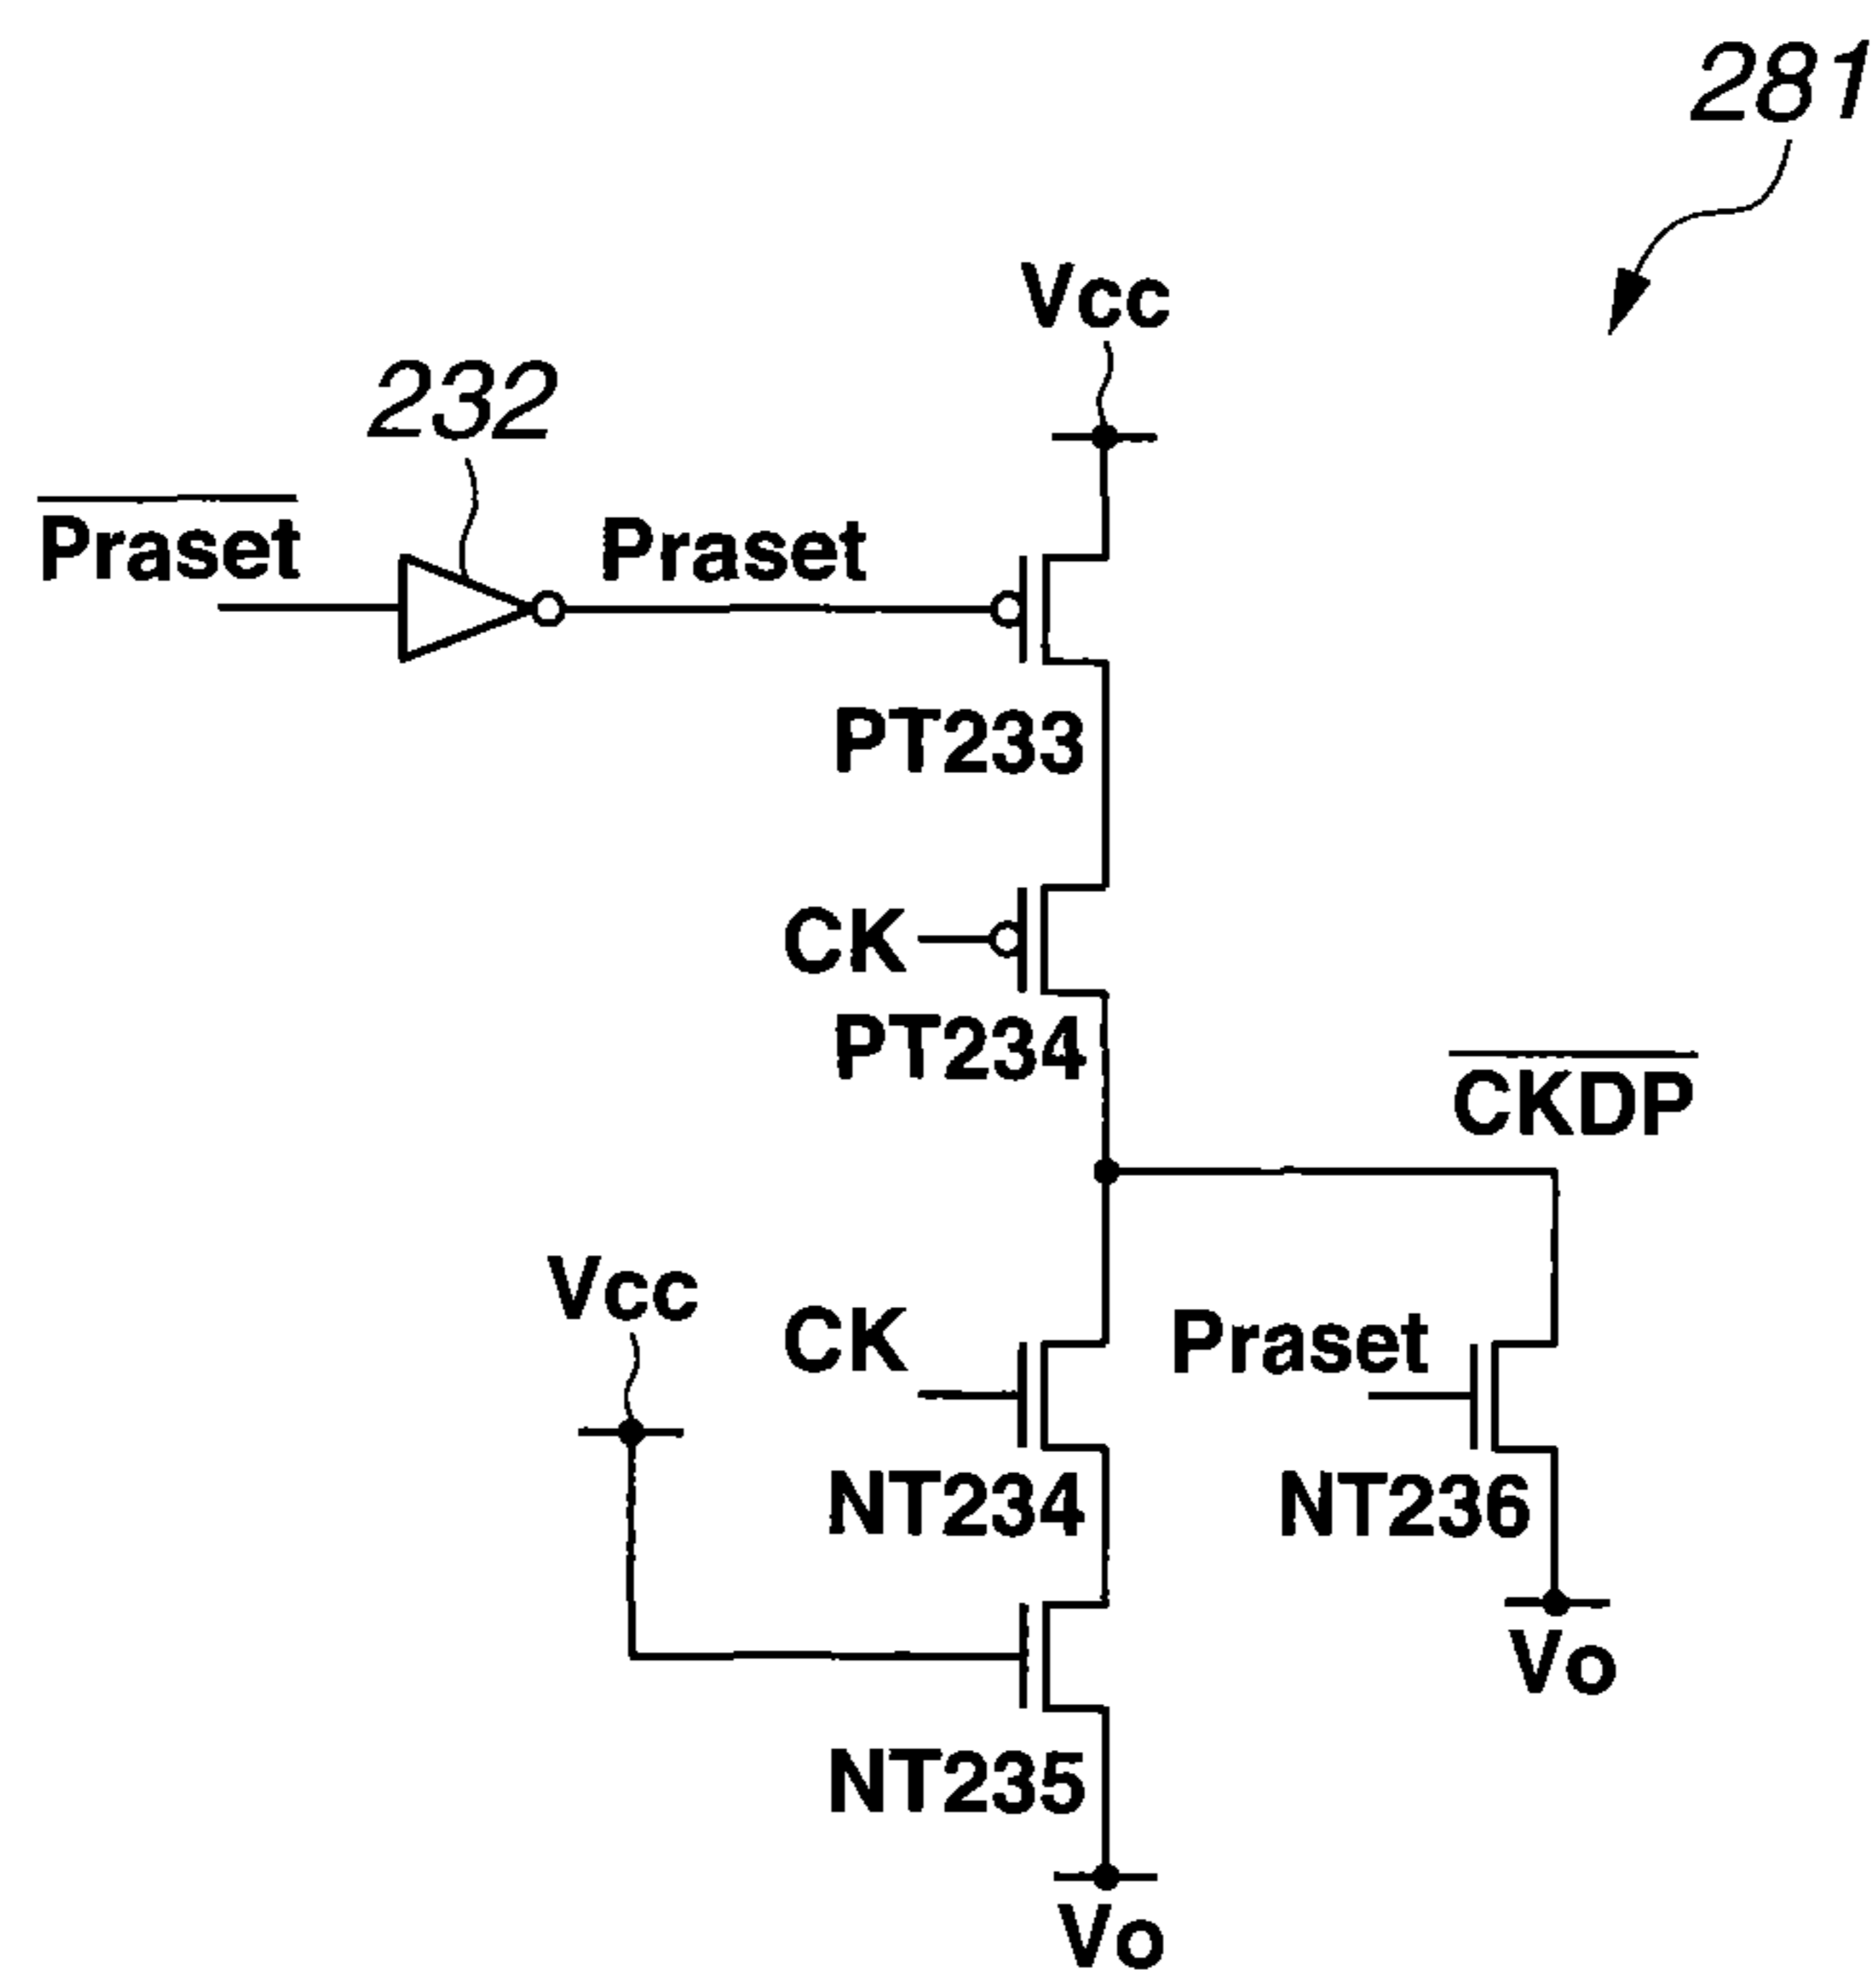 281
Vcc
232
Praset
Praset
PT233
CK
PT234
CKDP
Vcc
CK
Praset
NT234
NT236
Vo
NT235
Vo